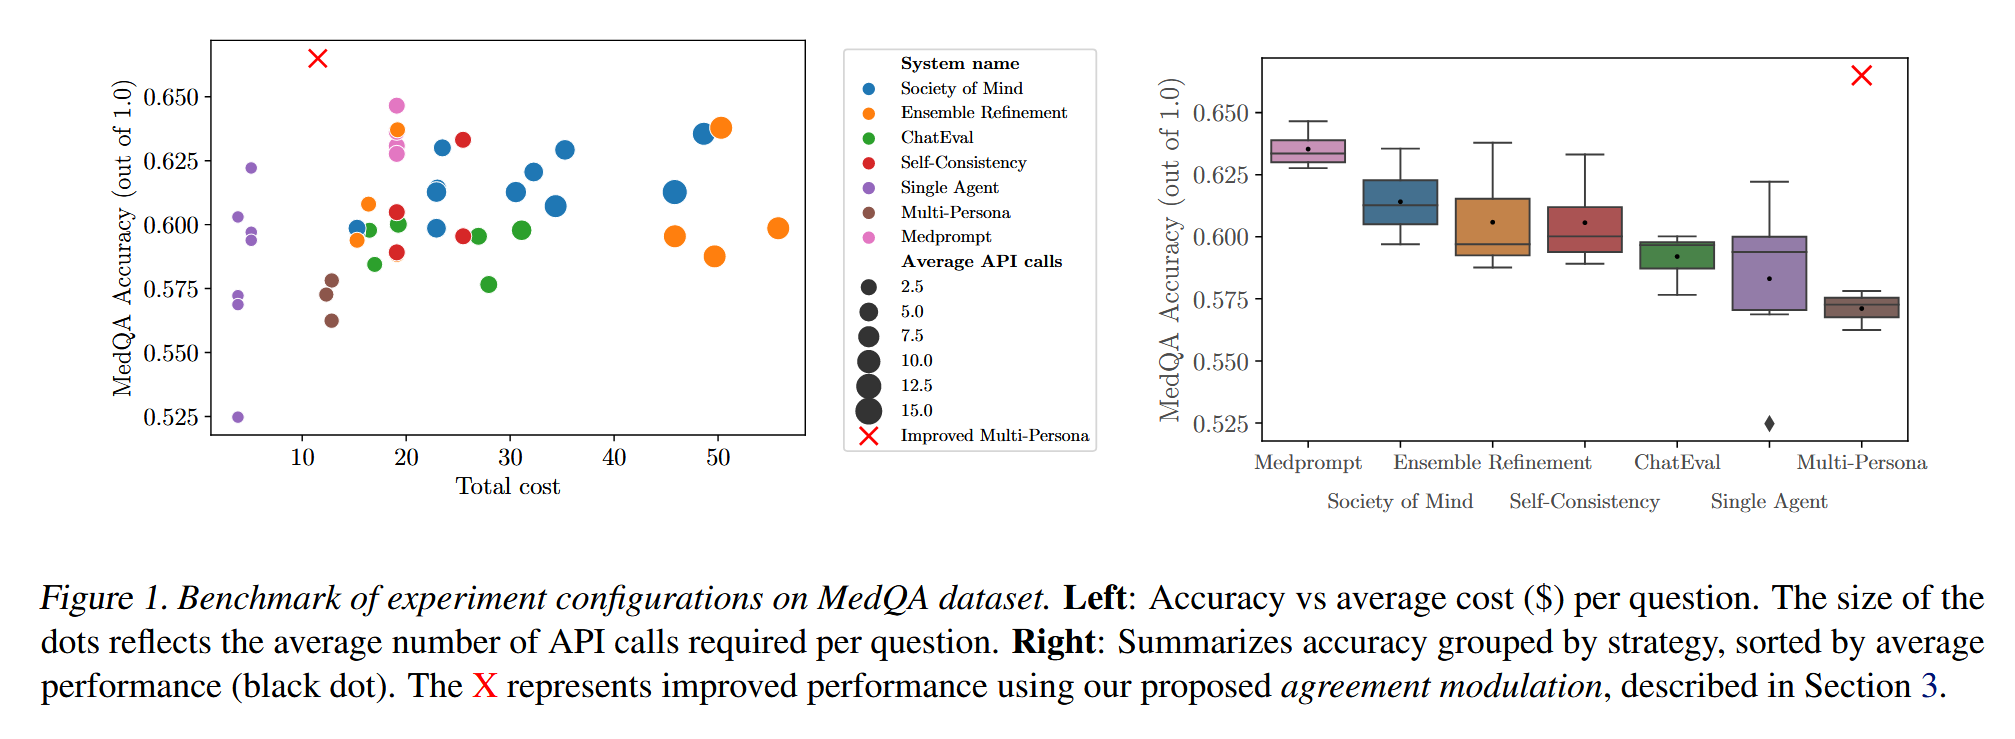 MedQA Accuracy (out of 1.0)
0.650
0.625
0.600
0.575
0.550
0.525
10 20 30 40 50
Total cost
System name
Society of Mind
Ensemble Refinement
ChatEval
Self-Consistency
Single Agent
Multi-Persona
Medprompt
Average API calls
2.5
5.0
7.5
10.0
12.5
15.0
Improved Multi-Persona
MedQA Accuracy (out of 1.0)
0.650
0.625
0.600
0.575
0.550
0.525
Medprompt Ensemble Refinement ChatEval Multi-Persona
Society of Mind Self-Consistency Single Agent
Figure 1. Benchmark of experiment configurations on MedQA dataset. Left: Accuracy vs average cost ($) per question. The size of the
dots reflects the average number of API calls required per question. Right: Summarizes accuracy grouped by strategy, sorted by average
performance (black dot). The X represents improved performance using our proposed agreement modulation, described in Section 3.